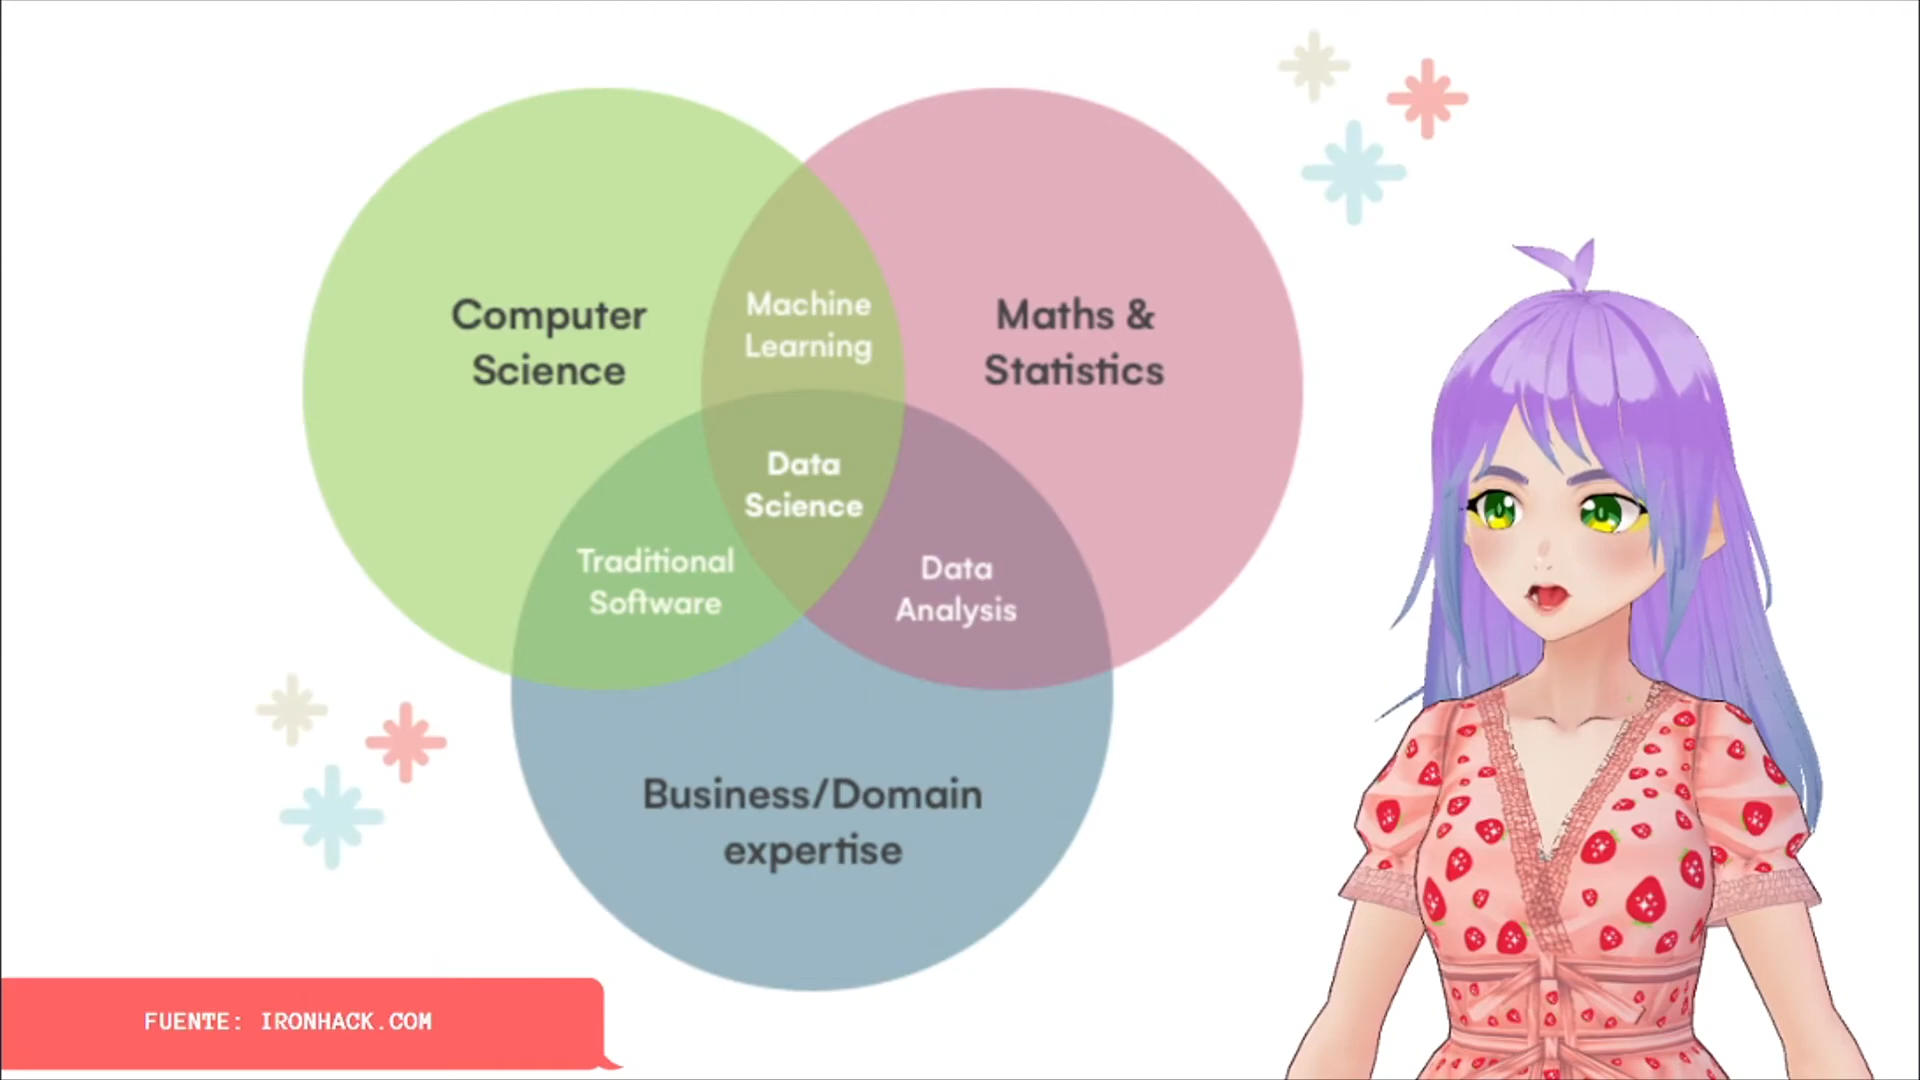 Computer
Science
Machine
Learning
Maths &
Statistics
Data
Science
Traditional
Software
Data
Analysis
Business/Domain
expertise
FUENTE: IRONHACK.COM